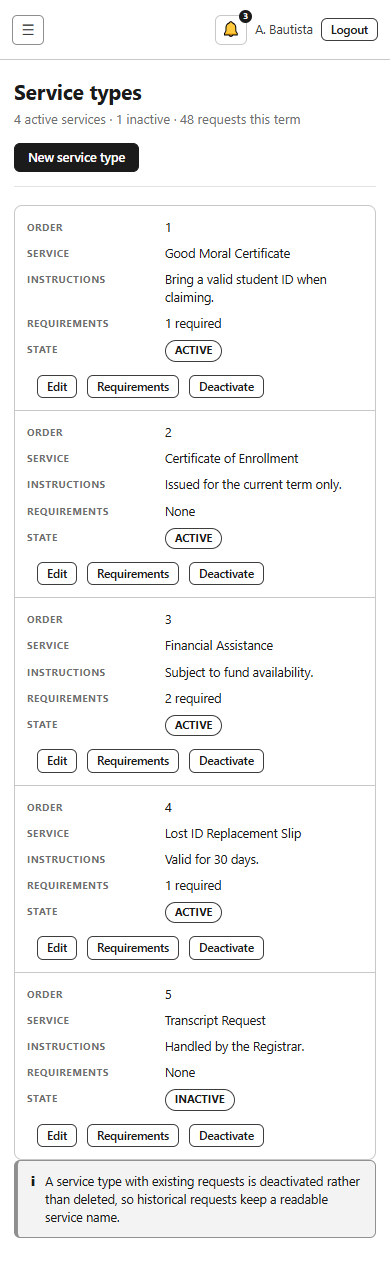 ☰ 3 A. Bautista Logout
Service types
4 active services · 1 inactive · 48 requests this term
New service type
ORDER 1
SERVICE Good Moral Certificate
INSTRUCTIONS Bring a valid student ID when
claiming.
REQUIREMENTS 1 required
STATE ACTIVE
Edit Requirements Deactivate
ORDER 2
SERVICE Certificate of Enrollment
INSTRUCTIONS Issued for the current term only.
REQUIREMENTS None
STATE ACTIVE
Edit Requirements Deactivate
ORDER 3
SERVICE Financial Assistance
INSTRUCTIONS Subject to fund availability.
REQUIREMENTS 2 required
STATE ACTIVE
Edit Requirements Deactivate
ORDER 4
SERVICE Lost ID Replacement Slip
INSTRUCTIONS Valid for 30 days.
REQUIREMENTS 1 required
STATE ACTIVE
Edit Requirements Deactivate
ORDER 5
SERVICE Transcript Request
INSTRUCTIONS Handled by the Registrar.
REQUIREMENTS None
STATE INACTIVE
Edit Requirements Deactivate
i A service type with existing requests is deactivated rather
than deleted, so historical requests keep a readable
service name.